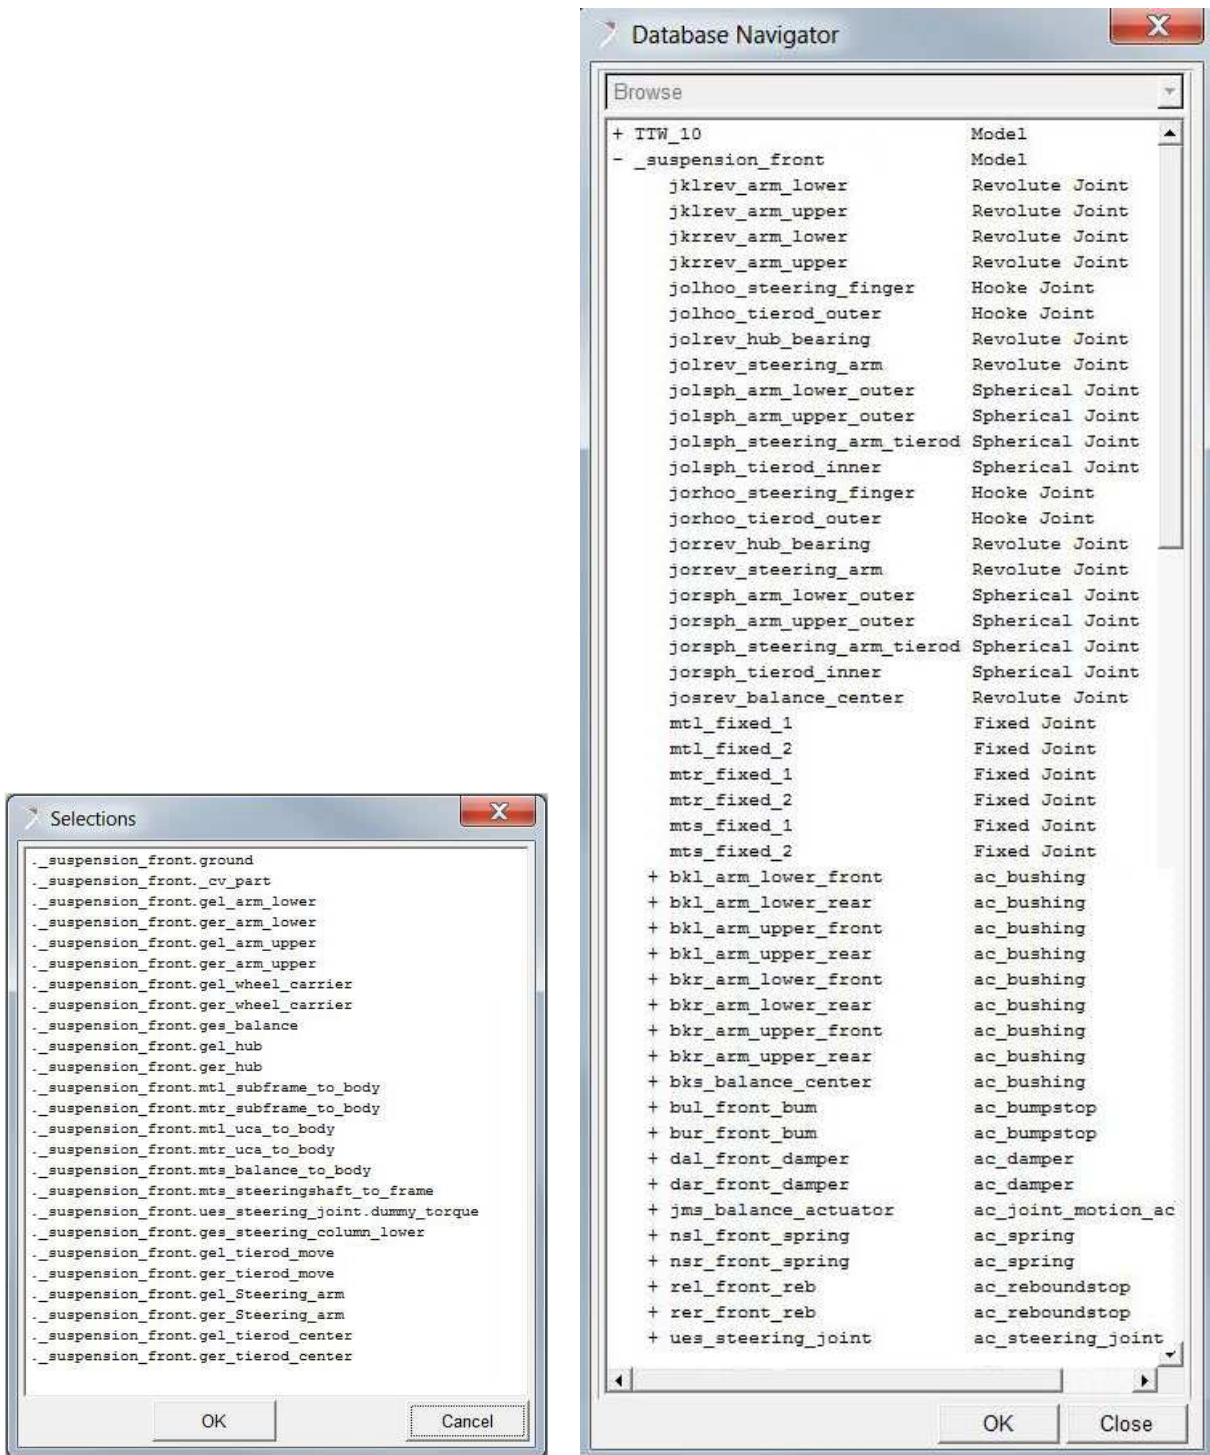 Selections
._suspension_front.ground
._suspension_front._cv_part
._suspension_front.gel_arm_lower
._suspension_front.ger_arm_lower
._suspension_front.gel_arm_upper
._suspension_front.ger_arm_upper
._suspension_front.gel_wheel_carrier
._suspension_front.ger_wheel_carrier
._suspension_front.ges_balance
._suspension_front.gel_hub
._suspension_front.ger_hub
._suspension_front.mtl_subframe_to_body
._suspension_front.mtr_subframe_to_body
._suspension_front.mtl_uca_to_body
._suspension_front.mtr_uca_to_body
._suspension_front.mts_balance_to_body
._suspension_front.mts_steeringshaft_to_frame
._suspension_front.ues_steering_joint.dummy_torque
._suspension_front.ges_steering_column_lower
._suspension_front.gel_tierod_move
._suspension_front.ger_tierod_move
._suspension_front.gel_Steering_arm
._suspension_front.ger_Steering_arm
._suspension_front.gel_tierod_center
._suspension_front.ger_tierod_center
OK Cancel
Database Navigator
Browse
+ TTW_10 Model
- _suspension_front Model
jklrev_arm_lower Revolute Joint
jklrev_arm_upper Revolute Joint
jkrrev_arm_lower Revolute Joint
jkrrev_arm_upper Revolute Joint
jolhoo_steering_finger Hooke Joint
jolhoo_tierod_outer Hooke Joint
jolrev_hub_bearing Revolute Joint
jolrev_steering_arm Revolute Joint
jolsph_arm_lower_outer Spherical Joint
jolsph_arm_upper_outer Spherical Joint
jolsph_steering_arm_tierod Spherical Joint
jolsph_tierod_inner Spherical Joint
jorhoo_steering_finger Hooke Joint
jorhoo_tierod_outer Hooke Joint
jorrev_hub_bearing Revolute Joint
jorrev_steering_arm Revolute Joint
jorsph_arm_lower_outer Spherical Joint
jorsph_arm_upper_outer Spherical Joint
jorsph_steering_arm_tierod Spherical Joint
jorsph_tierod_inner Spherical Joint
josrev_balance_center Revolute Joint
mtl_fixed_1 Fixed Joint
mtl_fixed_2 Fixed Joint
mtr_fixed_1 Fixed Joint
mtr_fixed_2 Fixed Joint
mts_fixed_1 Fixed Joint
mts_fixed_2 Fixed Joint
+ bkl_arm_lower_front ac_bushing
+ bkl_arm_lower_rear ac_bushing
+ bkl_arm_upper_front ac_bushing
+ bkl_arm_upper_rear ac_bushing
+ bkr_arm_lower_front ac_bushing
+ bkr_arm_lower_rear ac_bushing
+ bkr_arm_upper_front ac_bushing
+ bkr_arm_upper_rear ac_bushing
+ bks_balance_center ac_bushing
+ bul_front_bum ac_bumpstop
+ bur_front_bum ac_bumpstop
+ dal_front_damper ac_damper
+ dar_front_damper ac_damper
+ jms_balance_actuator ac_joint_motion_ac
+ nsl_front_spring ac_spring
+ nsr_front_spring ac_spring
+ rel_front_reb ac_reboundstop
+ rer_front_reb ac_reboundstop
+ ues_steering_joint ac_steering_joint
OK Close